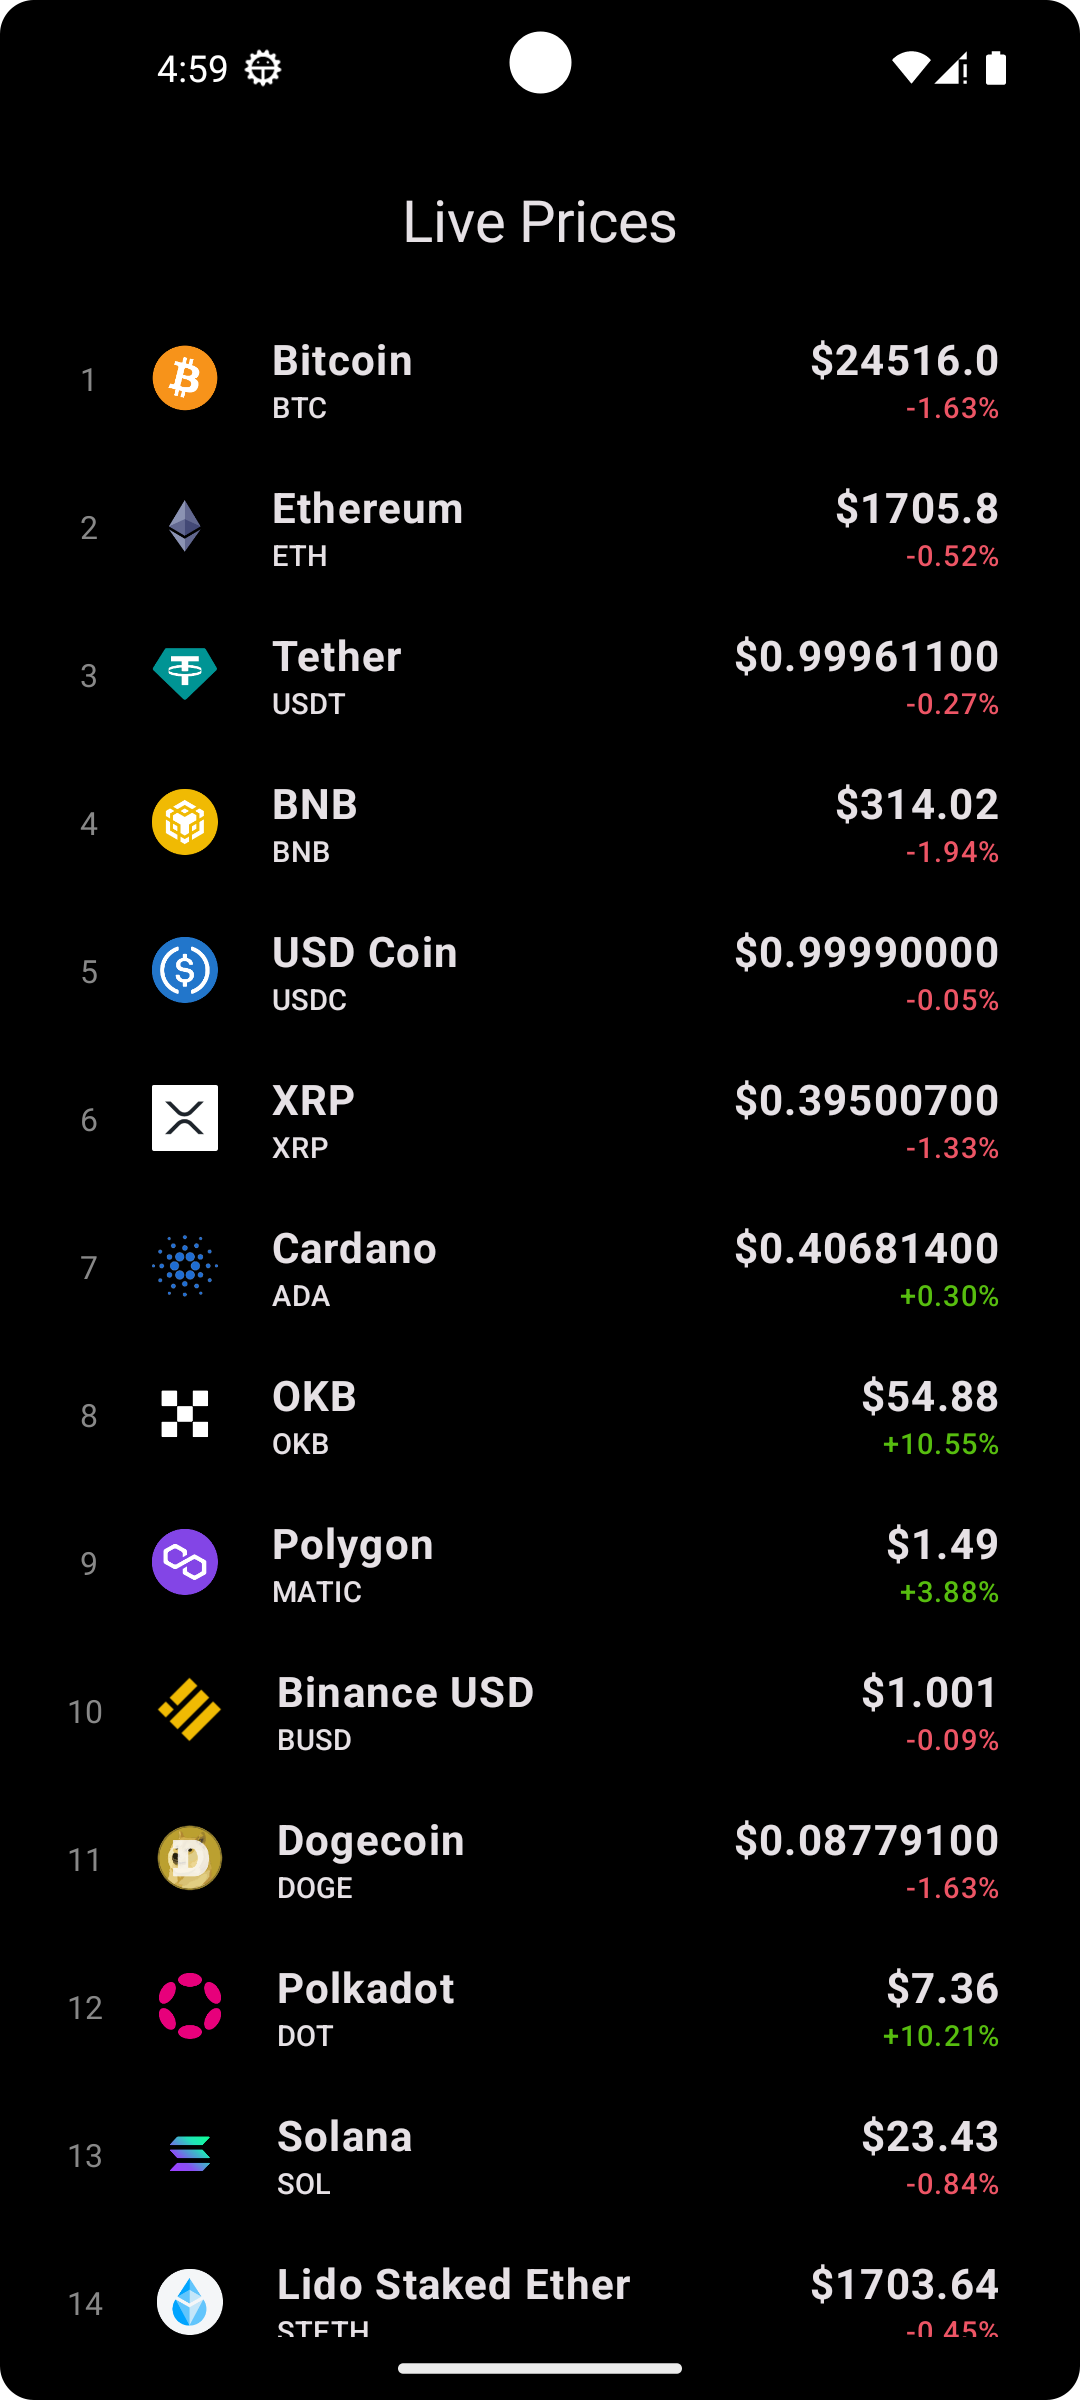 4:59
Live Prices
1
Bitcoin
$24516.0
BTC
-1.63%
2
Ethereum
$1705.8
ETH
-0.52%
3
Tether
$0.99961100
USDT
-0.27%
4
BNB
$314.02
BNB
-1.94%
5
USD Coin
$0.99990000
USDC
-0.05%
6
XRP
$0.39500700
XRP
-1.33%
7
Cardano
$0.40681400
ADA
+0.30%
8
OKB
$54.88
OKB
+10.55%
9
Polygon
$1.49
MATIC
+3.88%
10
Binance USD
$1.001
BUSD
-0.09%
11
Dogecoin
$0.08779100
DOGE
-1.63%
12
Polkadot
$7.36
DOT
+10.21%
13
Solana
$23.43
SOL
-0.84%
14
Lido Staked Ether
$1703.64
STETH
-0.45%